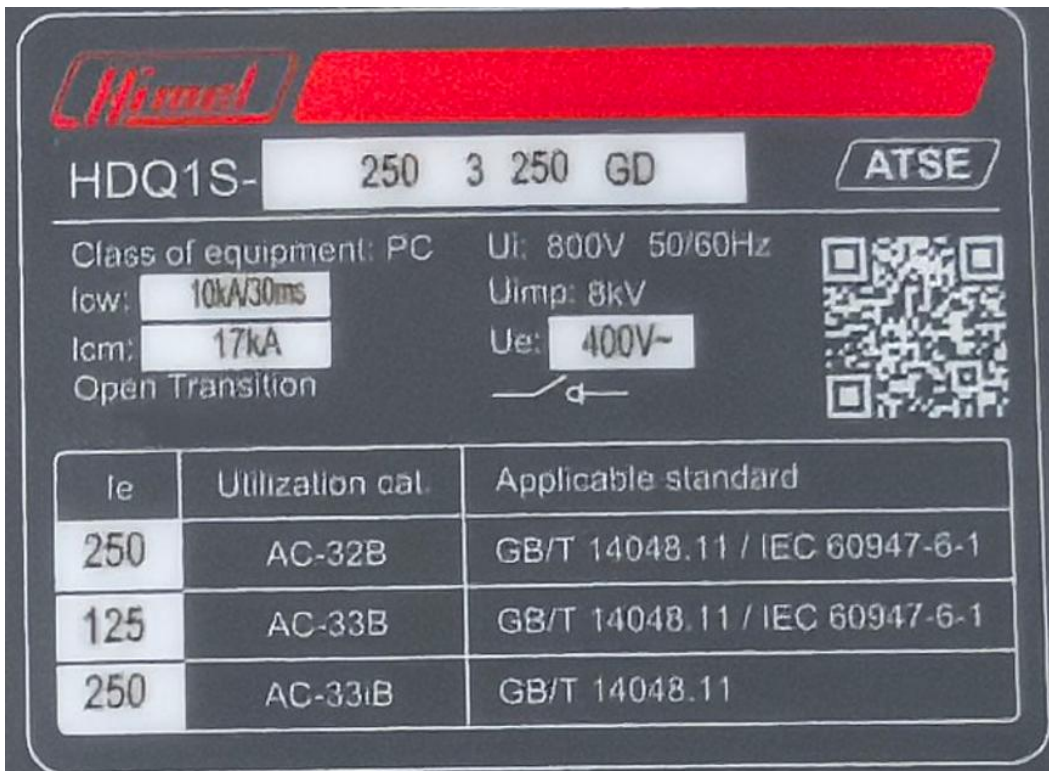 Himel
HDQ1S- 250 3 250 GD ATSE
Class of equipment: PC Ui: 800V 50/60Hz
Icw: 10kA/30ms Uimp: 8kV
Icm: 17kA Ue: 400V~
Open Transition
Ie Utilization cat. Applicable standard
250 AC-32B GB/T 14048.11 / IEC 60947-6-1
125 AC-33B GB/T 14048.11 / IEC 60947-6-1
250 AC-33iB GB/T 14048.11